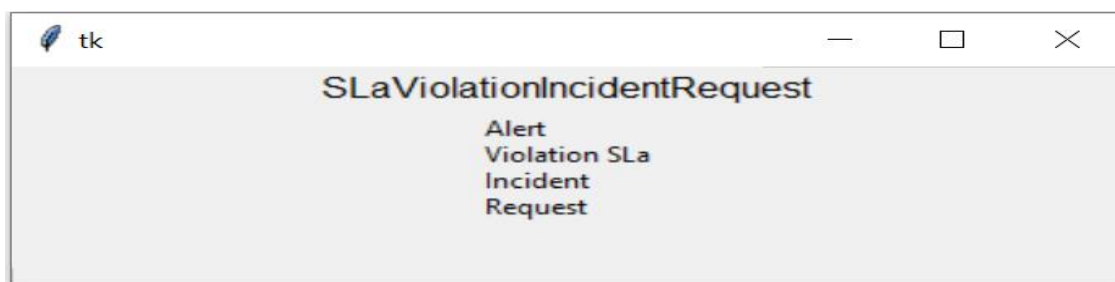 tk
SLaViolationIncidentRequest
Alert
Violation SLa
Incident
Request